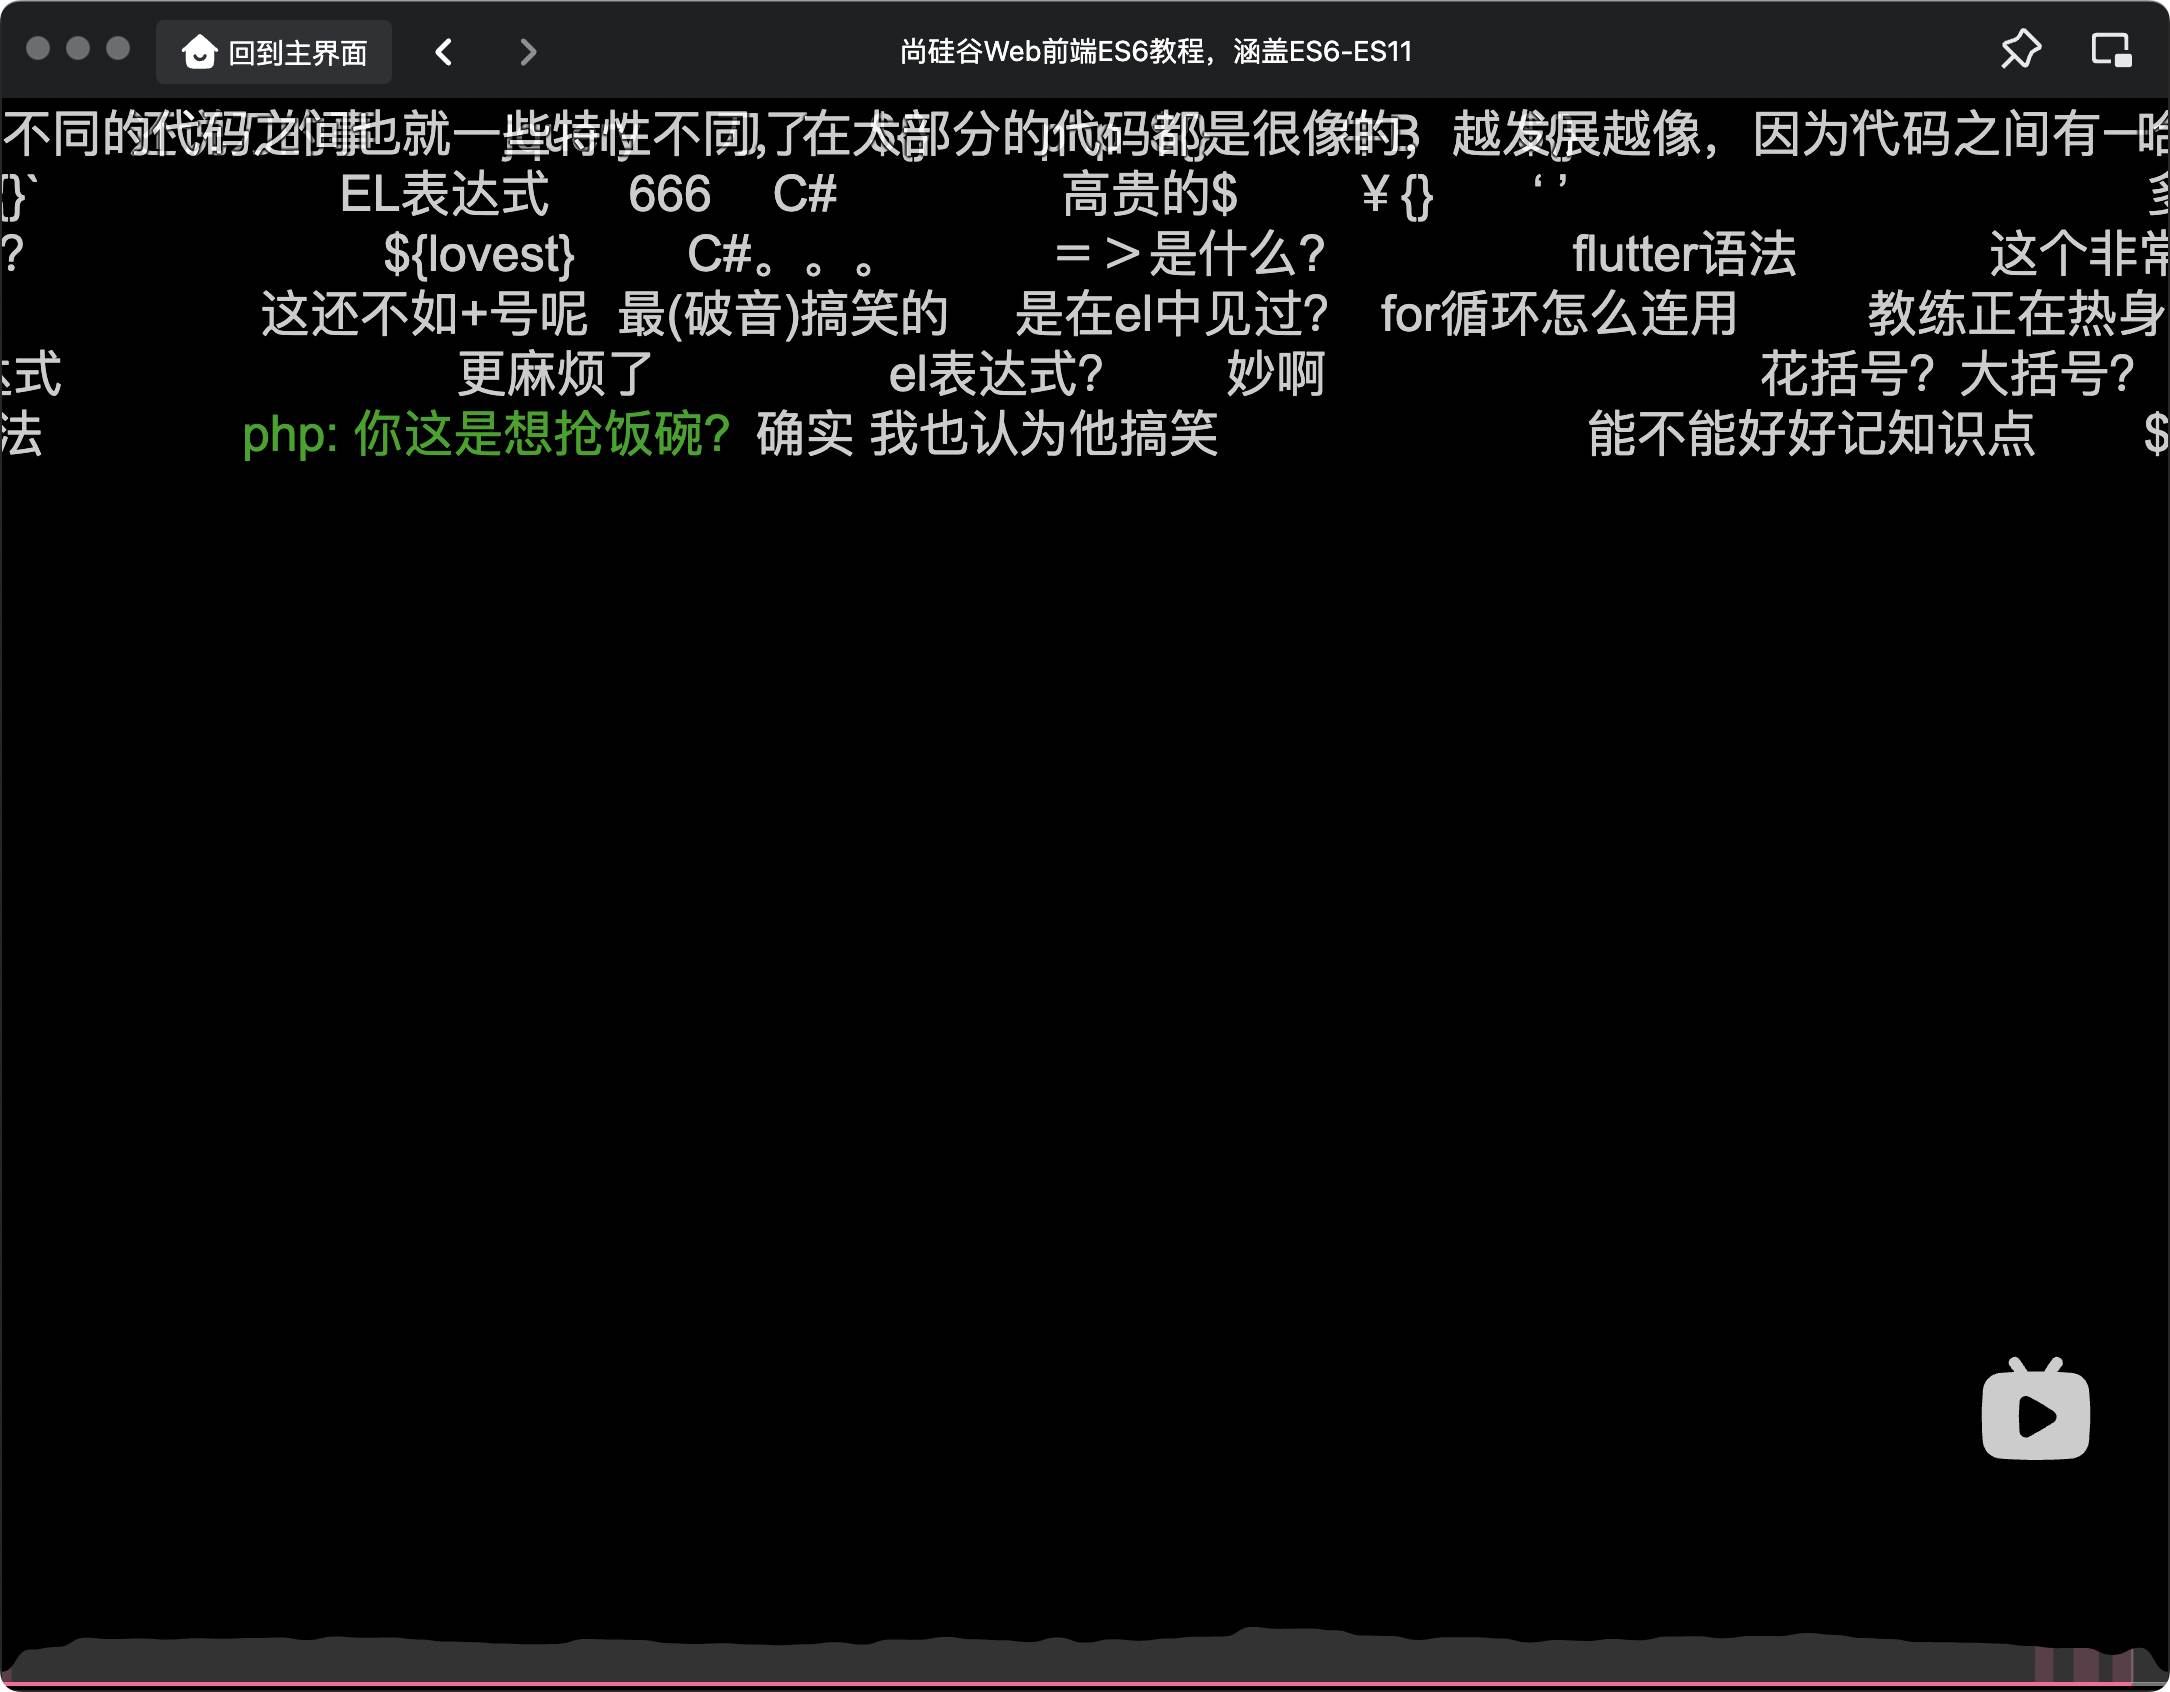 回到主界面
尚硅谷Web前端ES6教程，涵盖ES6-ES11
不同的代码之间也就一些特性不同，了在大部分的代码都是很像的，越发展越像，因为代码之间有一
{}` EL表达式 666 C# 高贵的$ ¥{} ‘ ’
? ${lovest} C#。。。 ＝＞是什么? flutter语法 这个非常
这还不如+号呢 最(破音)搞笑的 是在el中见过? for循环怎么连用 教练正在热身
达式 更麻烦了 el表达式? 妙啊 花括号? 大括号?
法 php: 你这是想抢饭碗? 确实 我也认为他搞笑 能不能好好记知识点 $